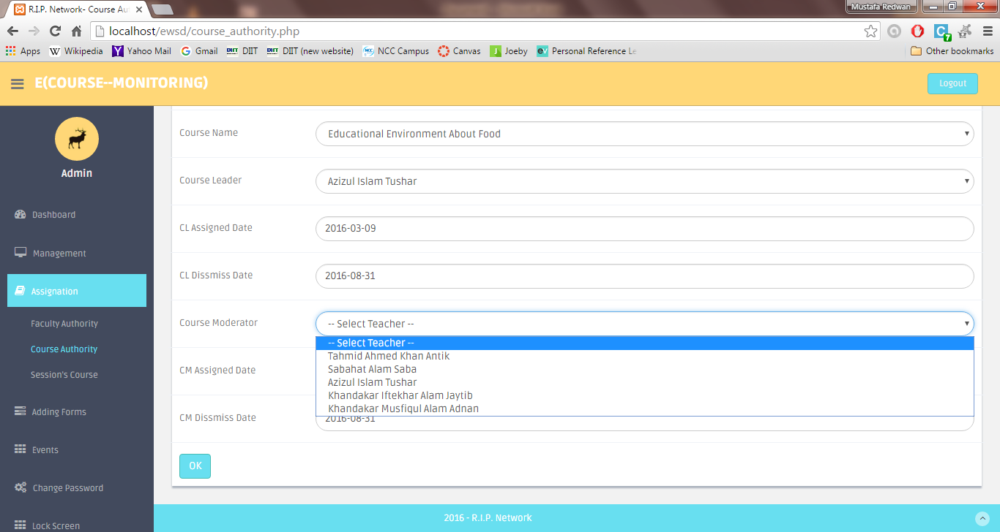 R.I.P. Network- Course Au
Mustafa Redwan
localhost/ewsd/course_authority.php
Apps Wikipedia Yahoo Mail Gmail DIIT DIIT (new website) NCC Campus Canvas Joeby Personal Reference Le Other bookmarks
E(COURSE--MONITORING)
Logout
Admin
Dashboard
Management
Assignation
Faculty Authority
Course Authority
Session's Course
Adding Forms
Events
Change Password
Lock Screen
Course Name Educational Environment About Food
Course Leader Azizul Islam Tushar
CL Assigned Date 2016-03-09
CL Dissmiss Date 2016-08-31
Course Moderator -- Select Teacher --
-- Select Teacher --
Tahmid Ahmed Khan Antik
Sabahat Alam Saba
Azizul Islam Tushar
Khandakar Iftekhar Alam Jaytib
Khandakar Musfiqul Alam Adnan
CM Assigned Date
CM Dissmiss Date 2016-08-31
OK
2016 - R.I.P. Network